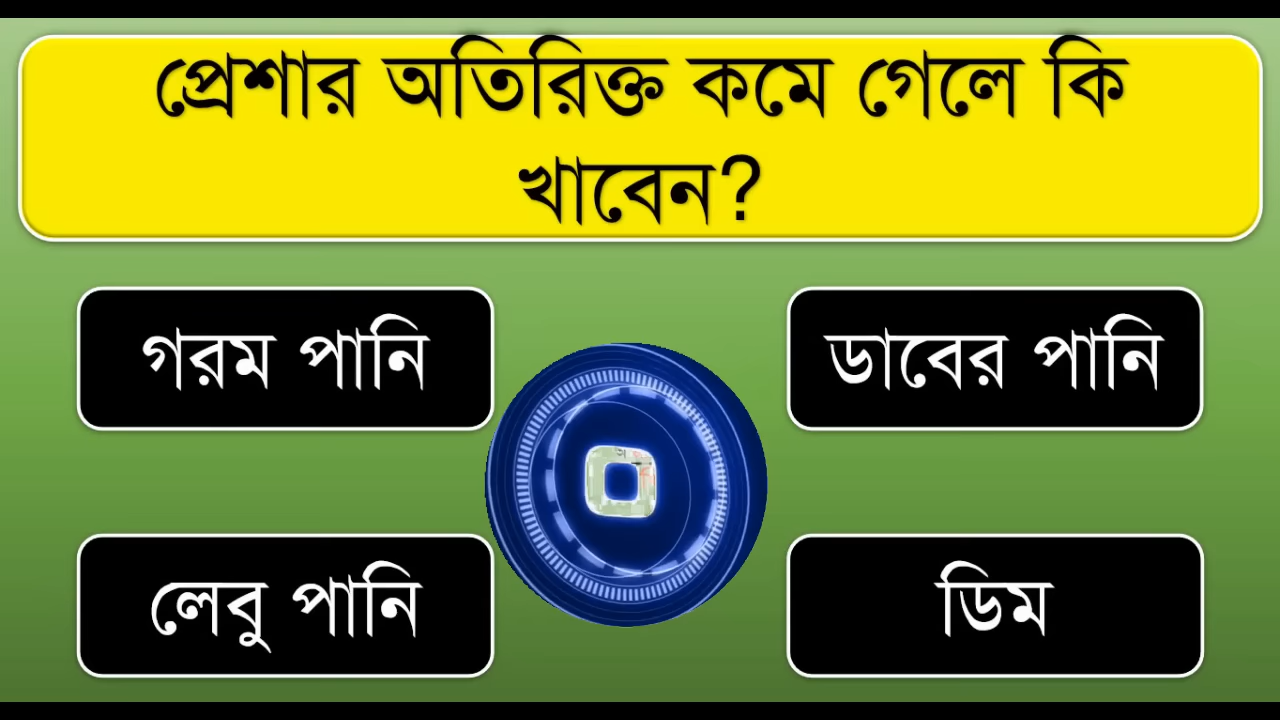 প্রেশার অতিরিক্ত কমে গেলে কি
খাবেন?
গরম পানি
ডাবের পানি
লেবু পানি
ডিম